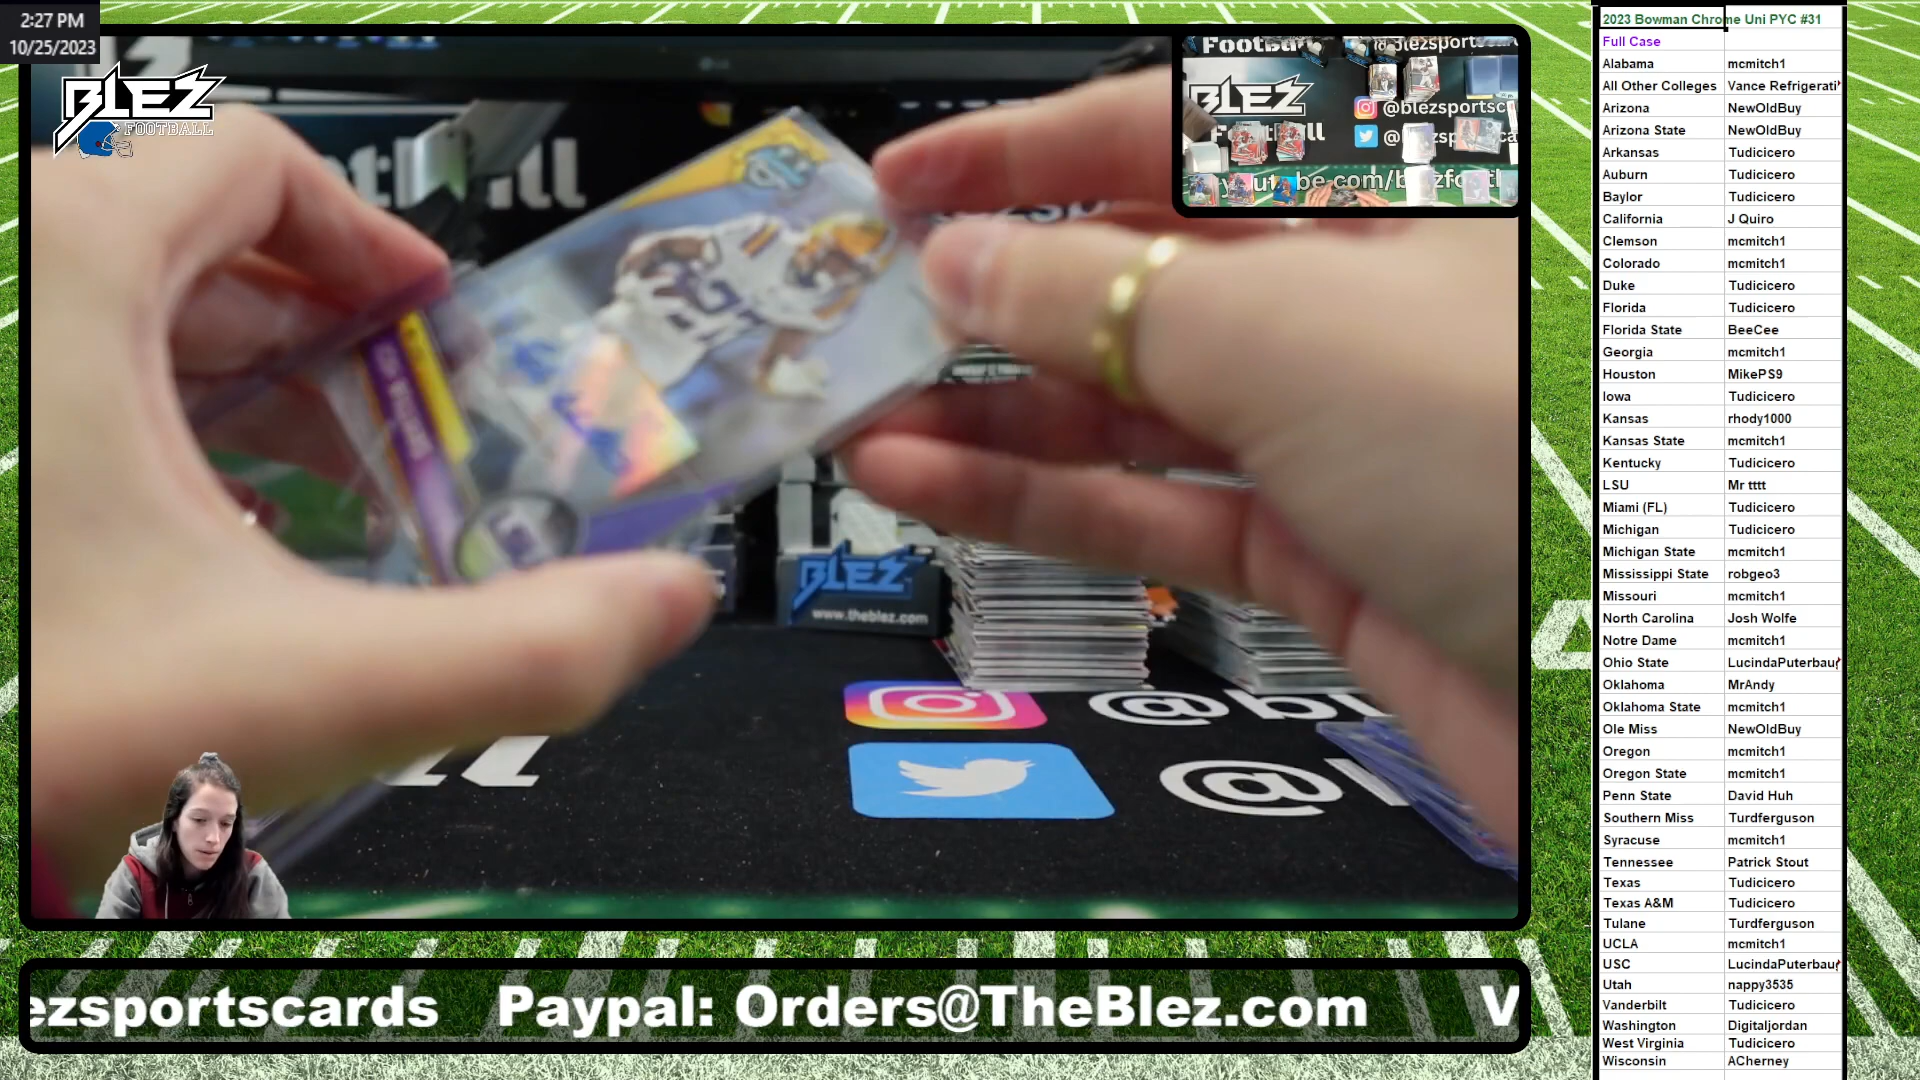 2:27 PM
10/25/2023
BLEZ
FOOTBALL
Football
BLEZ
@blezsportsc
BLEZ
www.theblez.com
ezsportscards Paypal: Orders@TheBlez.com V
2023 Bowman Chrome Uni PYC #31
Full Case
Alabama mcmitch1
All Other Colleges Vance Refrigerati
Arizona NewOldBuy
Arizona State NewOldBuy
Arkansas Tudicicero
Auburn Tudicicero
Baylor Tudicicero
California J Quiro
Clemson mcmitch1
Colorado mcmitch1
Duke Tudicicero
Florida Tudicicero
Florida State BeeCee
Georgia mcmitch1
Houston MikePS9
Iowa Tudicicero
Kansas rhody1000
Kansas State mcmitch1
Kentucky Tudicicero
LSU Mr tttt
Miami (FL) Tudicicero
Michigan Tudicicero
Michigan State mcmitch1
Mississippi State robgeo3
Missouri mcmitch1
North Carolina Josh Wolfe
Notre Dame mcmitch1
Ohio State LucindaPuterbau
Oklahoma MrAndy
Oklahoma State mcmitch1
Ole Miss NewOldBuy
Oregon mcmitch1
Oregon State mcmitch1
Penn State David Huh
Southern Miss Turdferguson
Syracuse mcmitch1
Tennessee Patrick Stout
Texas Tudicicero
Texas A&M Tudicicero
Tulane Turdferguson
UCLA mcmitch1
USC LucindaPuterbau
Utah nappy3535
Vanderbilt Tudicicero
Washington Digitaljordan
West Virginia Tudicicero
Wisconsin ACherney